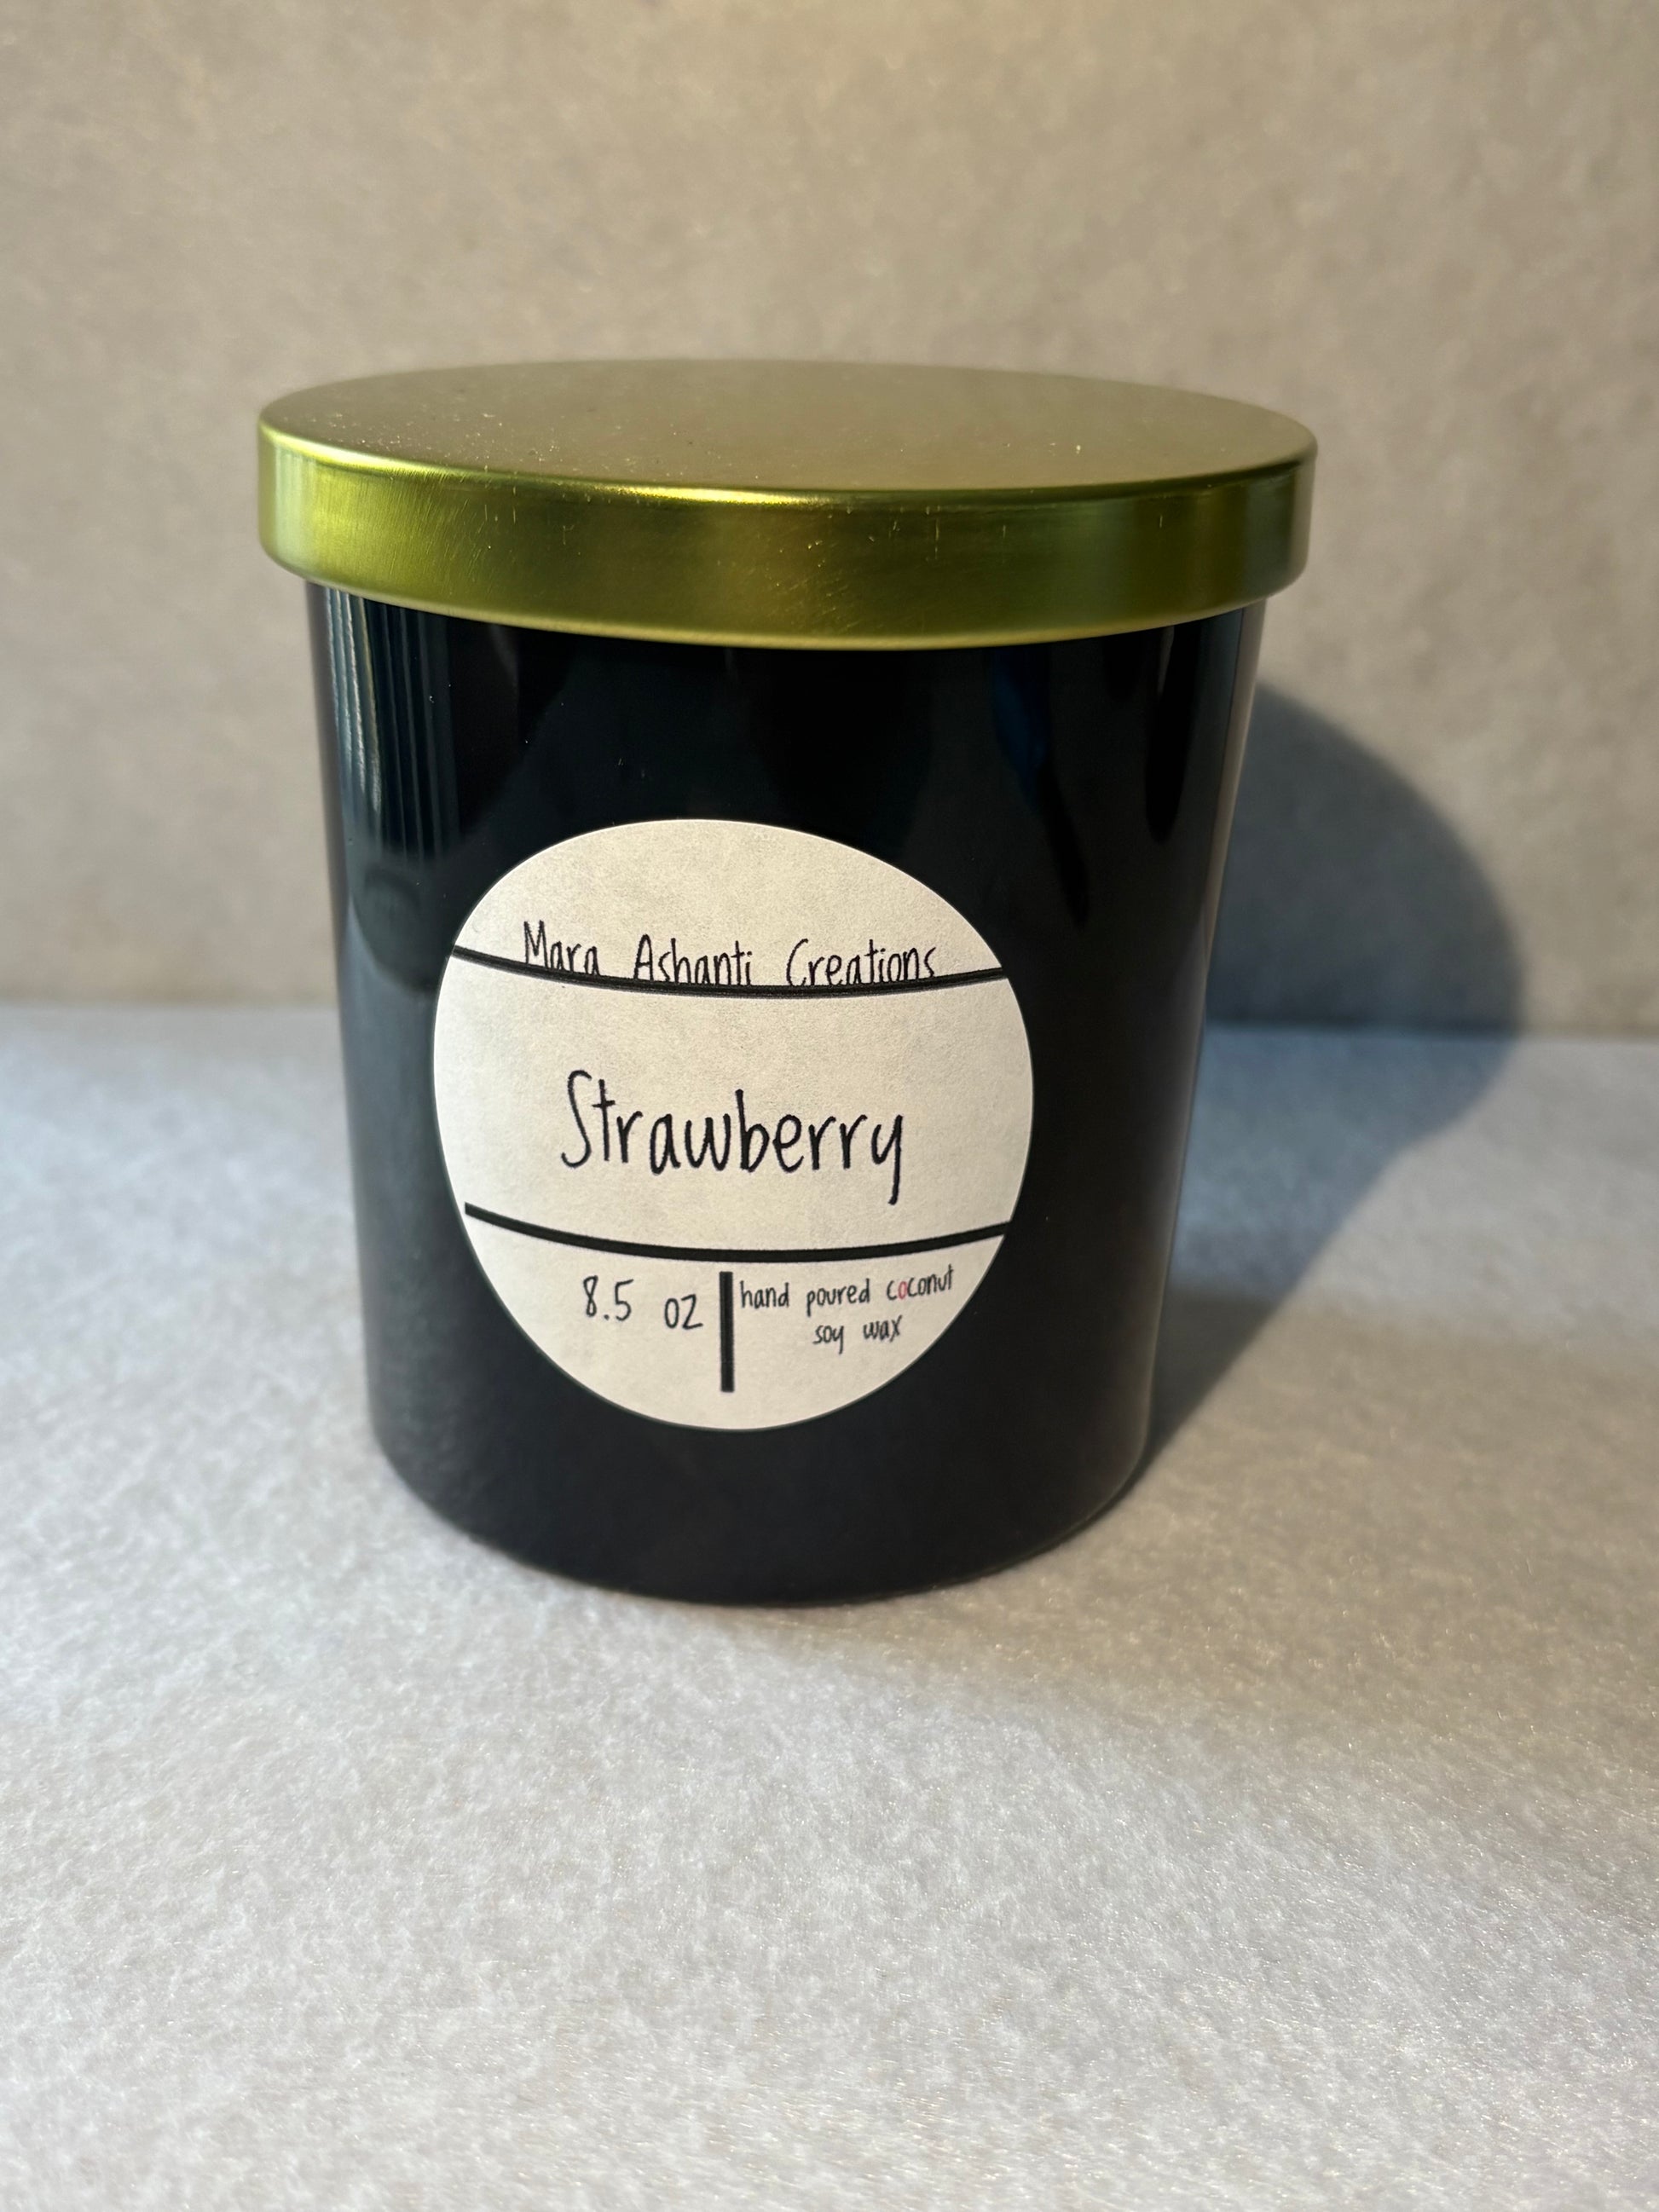 Mara Ashanti Creations
Strawberry
8.5 oz
hand poured coconut
soy wax